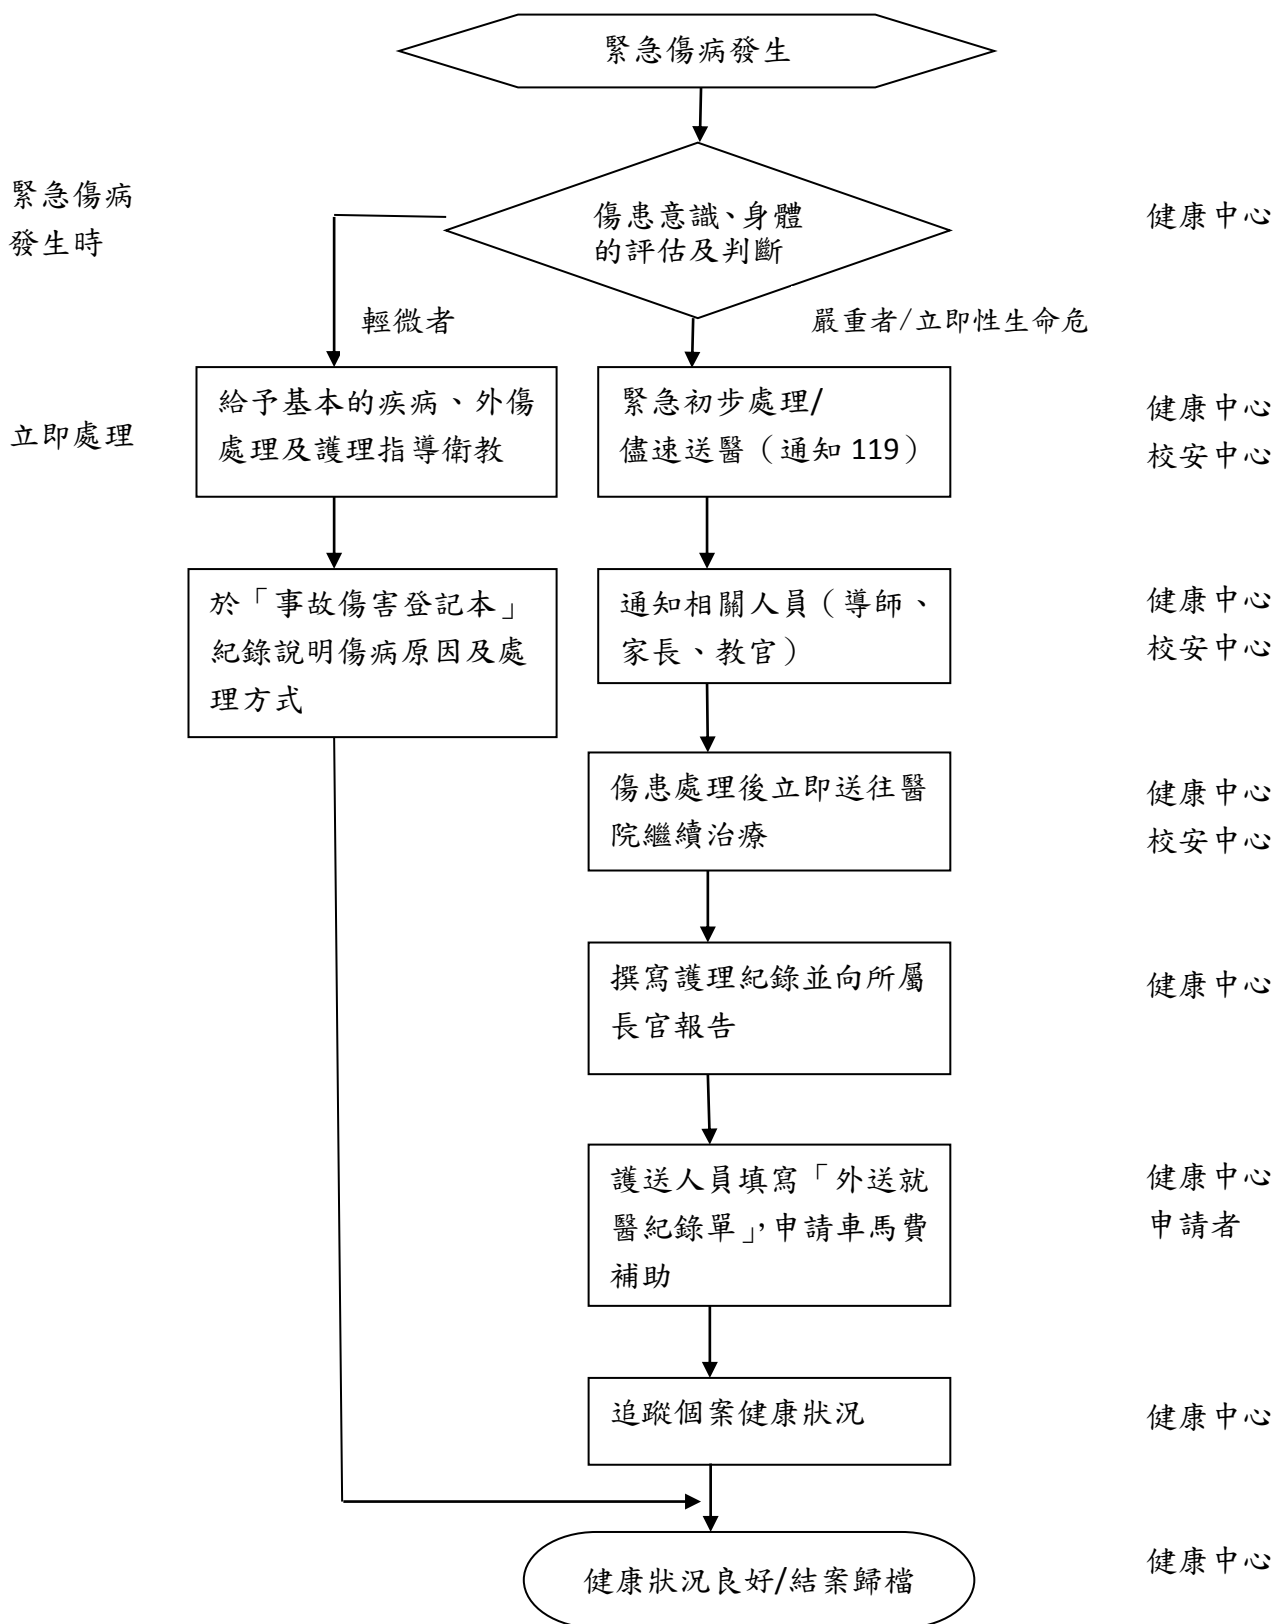 緊急傷病發生
緊急傷病
發生時
傷患意識、身體
的評估及判斷
健康中心
輕微者
嚴重者/立即性生命危
立即處理
給予基本的疾病、外傷
處理及護理指導衛教
緊急初步處理/
儘速送醫（通知 119）
健康中心
校安中心
於「事故傷害登記本」
紀錄說明傷病原因及處
理方式
通知相關人員（導師、
家長、教官）
健康中心
校安中心
傷患處理後立即送往醫
院繼續治療
健康中心
校安中心
撰寫護理紀錄並向所屬
長官報告
健康中心
護送人員填寫「外送就
醫紀錄單」，申請車馬費
補助
健康中心
申請者
追蹤個案健康狀況
健康中心
健康狀況良好/結案歸檔
健康中心